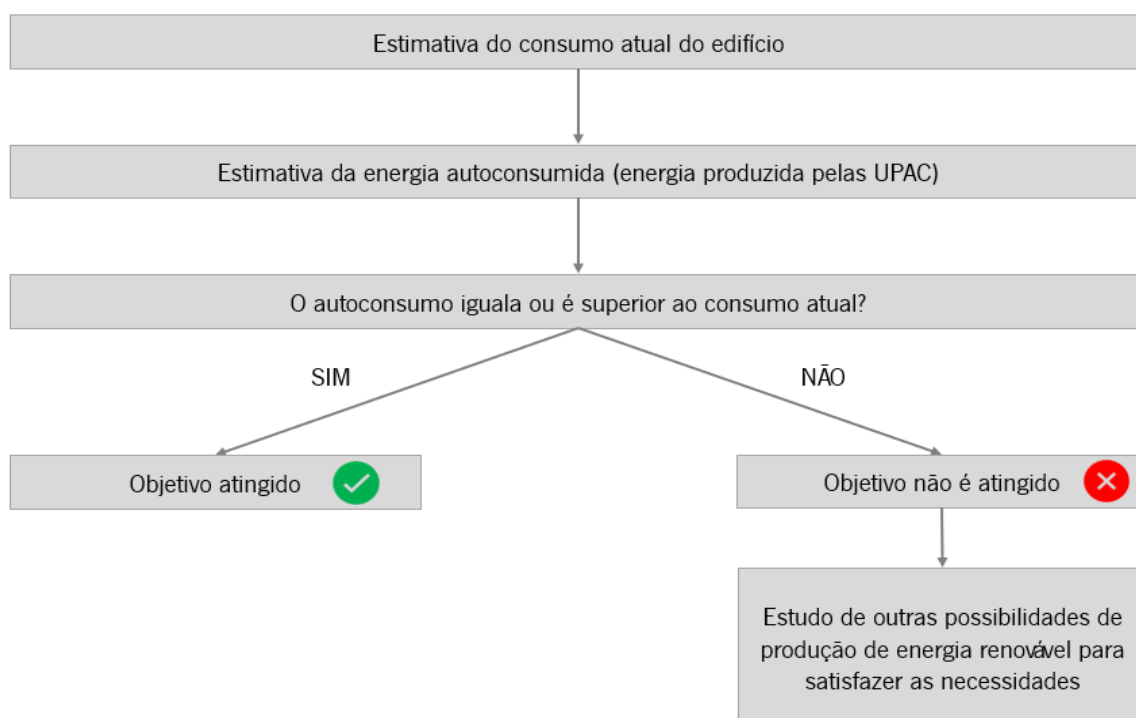 Estimativa do consumo atual do edifício
Estimativa da energia autoconsumida (energia produzida pelas UPAC)
O autoconsumo iguala ou é superior ao consumo atual?
SIM
NÃO
Objetivo atingido
Objetivo não é atingido
Estudo de outras possibilidades de
produção de energia renovável para
satisfazer as necessidades